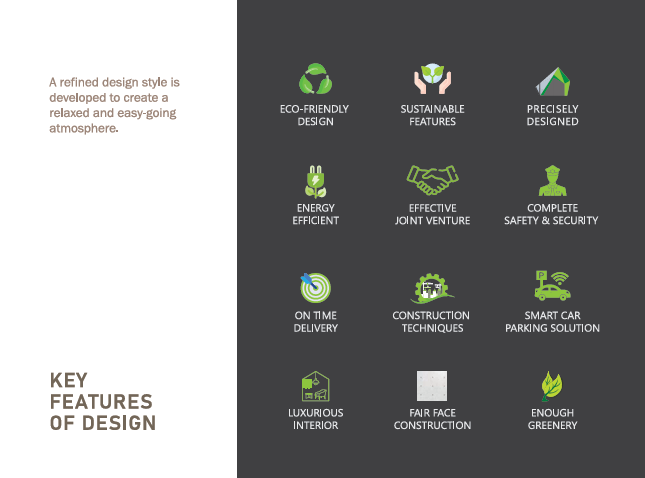 A refined design style is
developed to create a
relaxed and easy-going
atmosphere.
KEY
FEATURES
OF DESIGN
ECO-FRIENDLY
DESIGN
SUSTAINABLE
FEATURES
PRECISELY
DESIGNED
ENERGY
EFFICIENT
EFFECTIVE
JOINT VENTURE
COMPLETE
SAFETY & SECURITY
ON TIME
DELIVERY
CONSTRUCTION
TECHNIQUES
P
SMART CAR
PARKING SOLUTION
LUXURIOUS
INTERIOR
FAIR FACE
CONSTRUCTION
ENOUGH
GREENERY